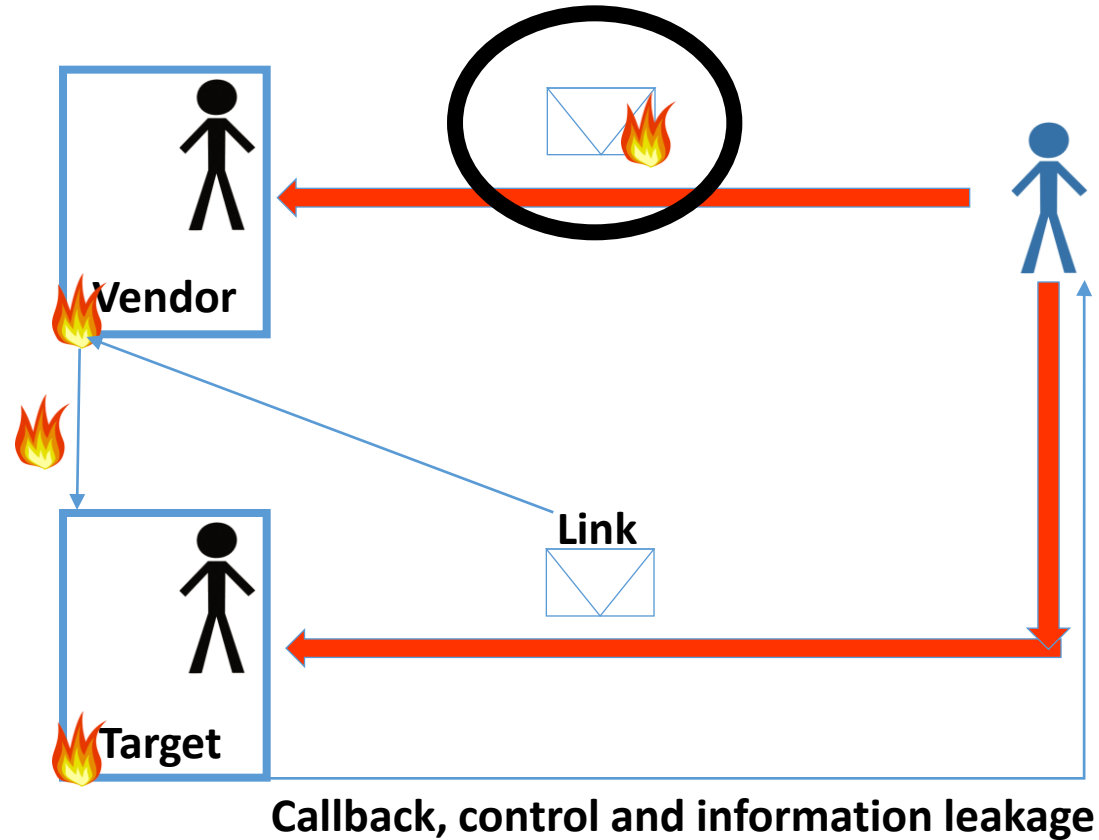 Vendor
Link
Target
Callback, control and information leakage